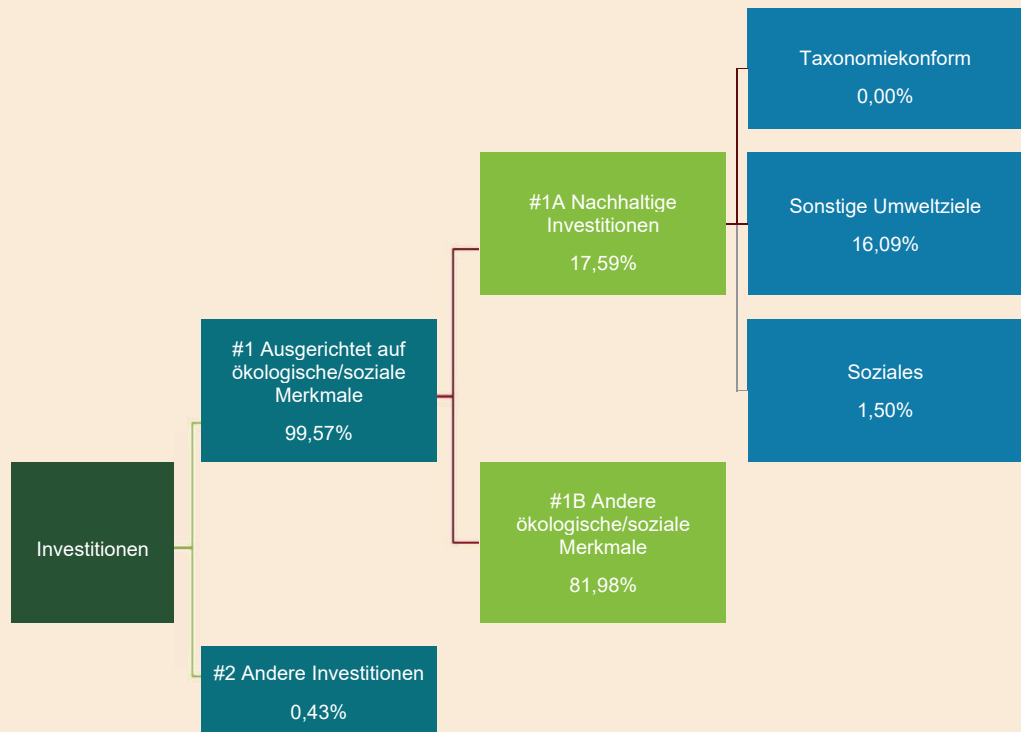 Taxonomiekonform
0,00%
#1A Nachhaltige
Investitionen
17,59%
Sonstige Umweltziele
16,09%
#1 Ausgerichtet auf
ökologische/soziale
Merkmale
99,57%
Soziales
1,50%
Investitionen
#1B Andere
ökologische/soziale
Merkmale
81,98%
#2 Andere Investitionen
0,43%